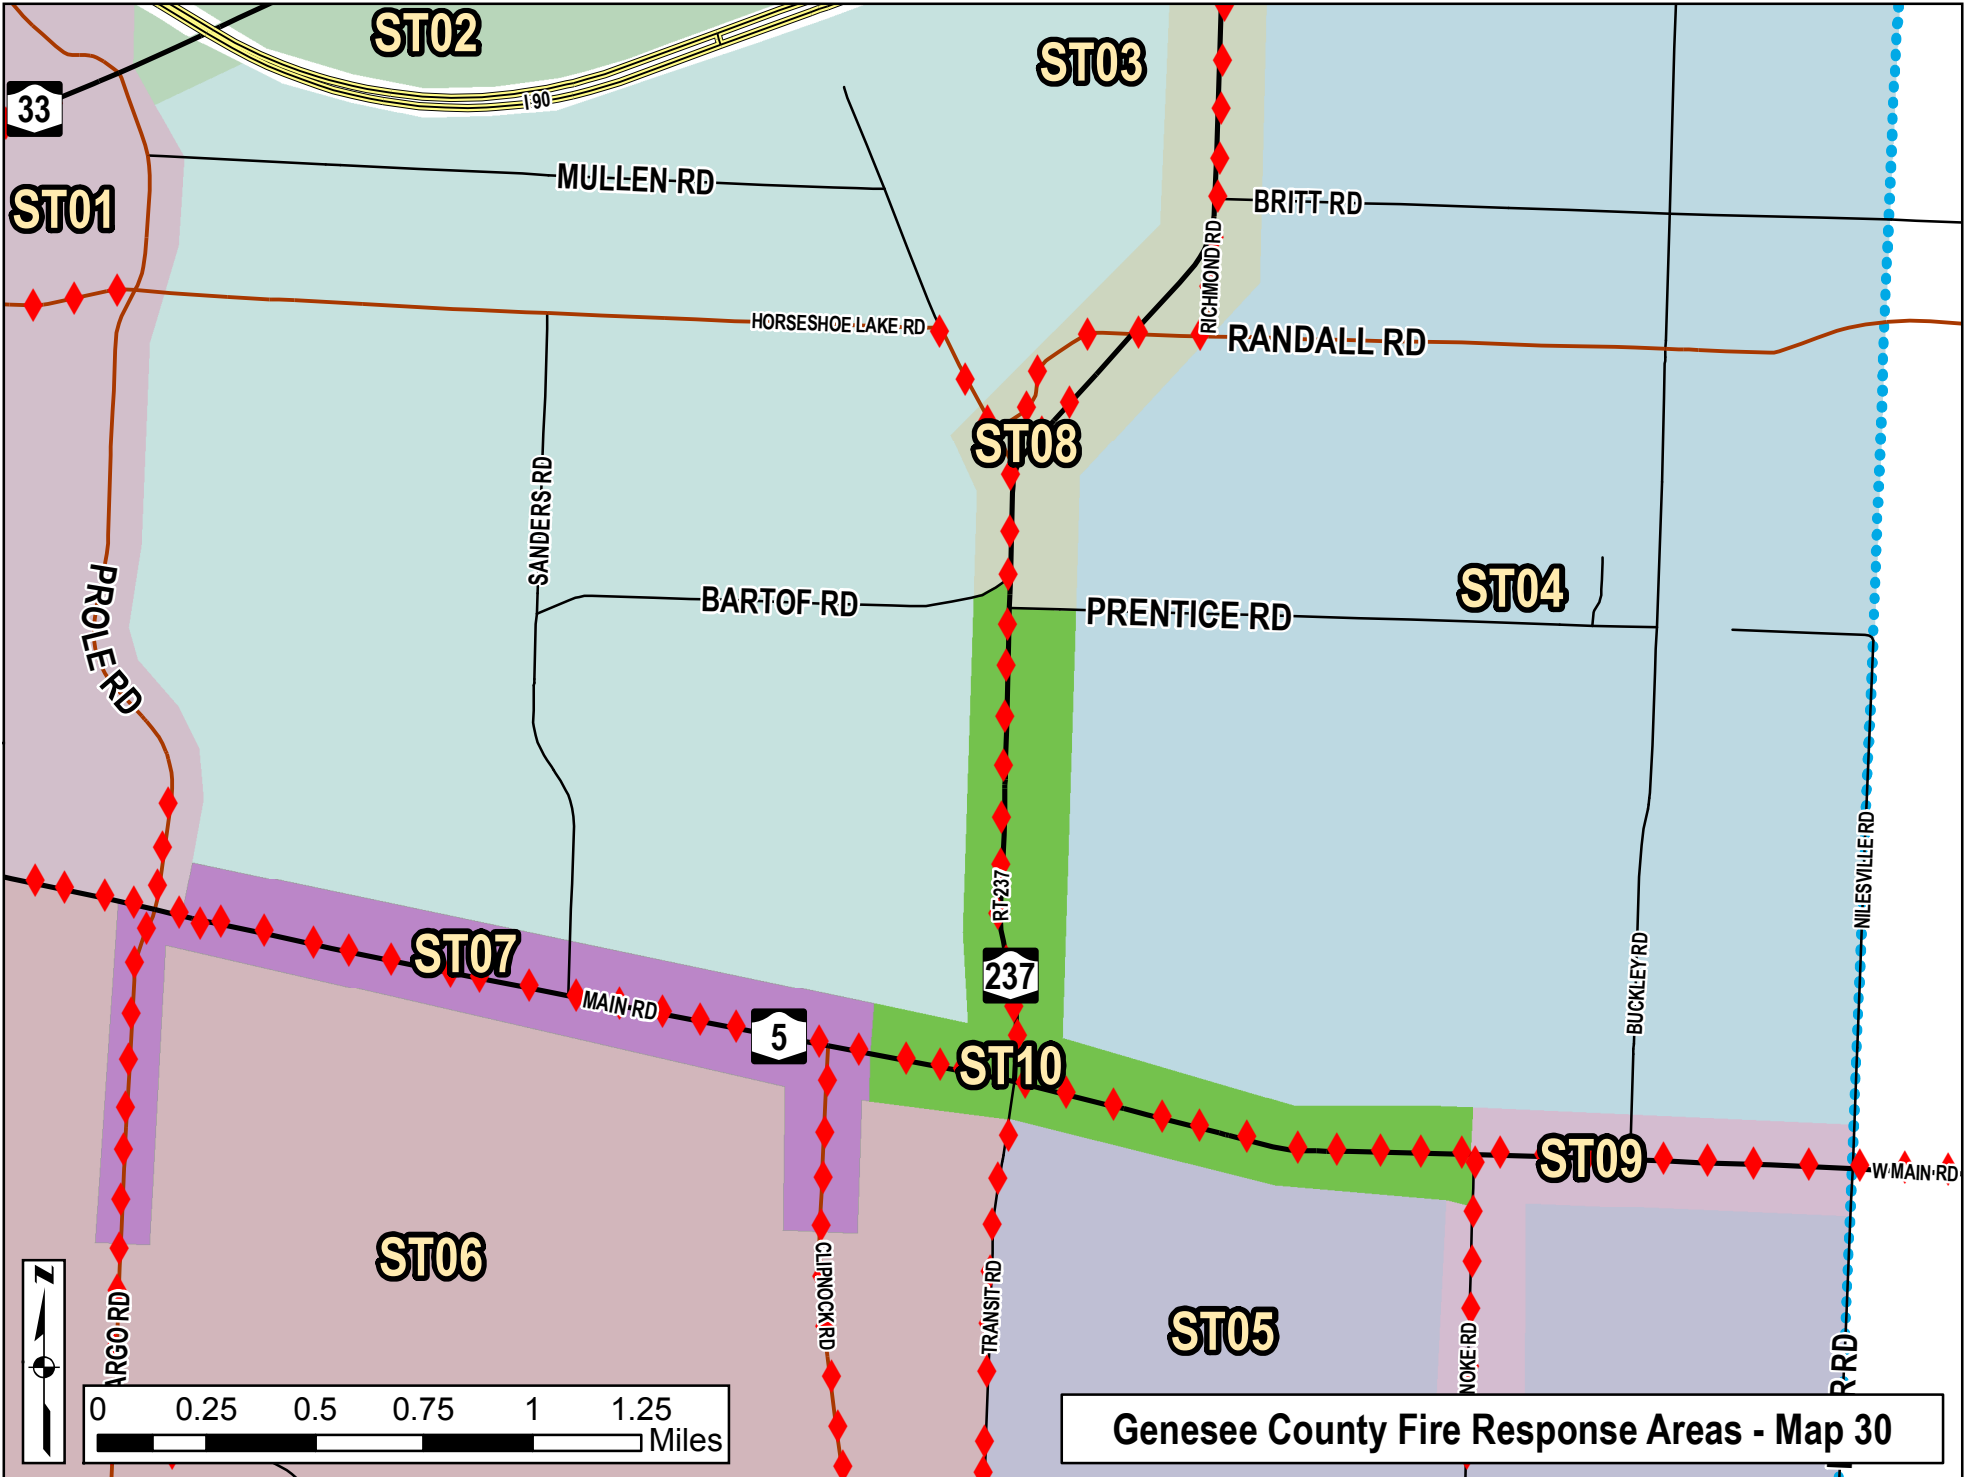 ST02
ST03
I 90
33
MULLEN RD
ST01
BRITT RD
RICHMOND RD
HORSESHOE LAKE RD
RANDALL RD
ST08
SANDERS RD
BARTOF RD
PRENTICE RD
ST04
PROLE RD
NILESVILLE RD
RT 237
BUCKLEY RD
ST07
237
MAIN RD
5
ST10
ST09
W MAIN RD
ST06
CLIPNOCK RD
TRANSIT RD
ST05
NOKE RD
ARGO RD
R RD
N
0 0.25 0.5 0.75 1 1.25
Miles
Genesee County Fire Response Areas - Map 30